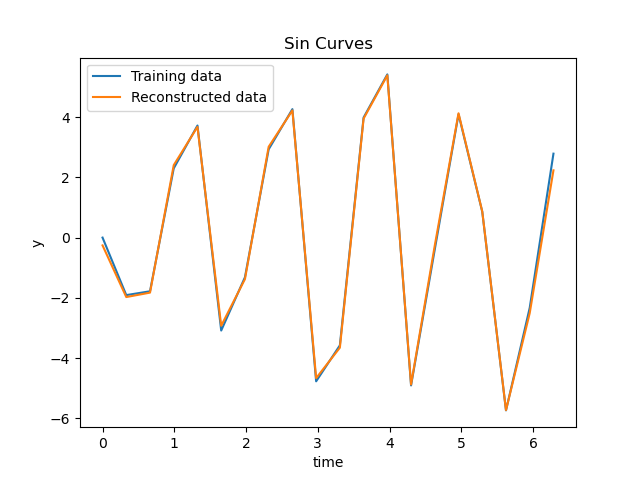 Sin Curves
Training data
Reconstructed data
y
4
2
0
−2
−4
−6
0 1 2 3 4 5 6
time